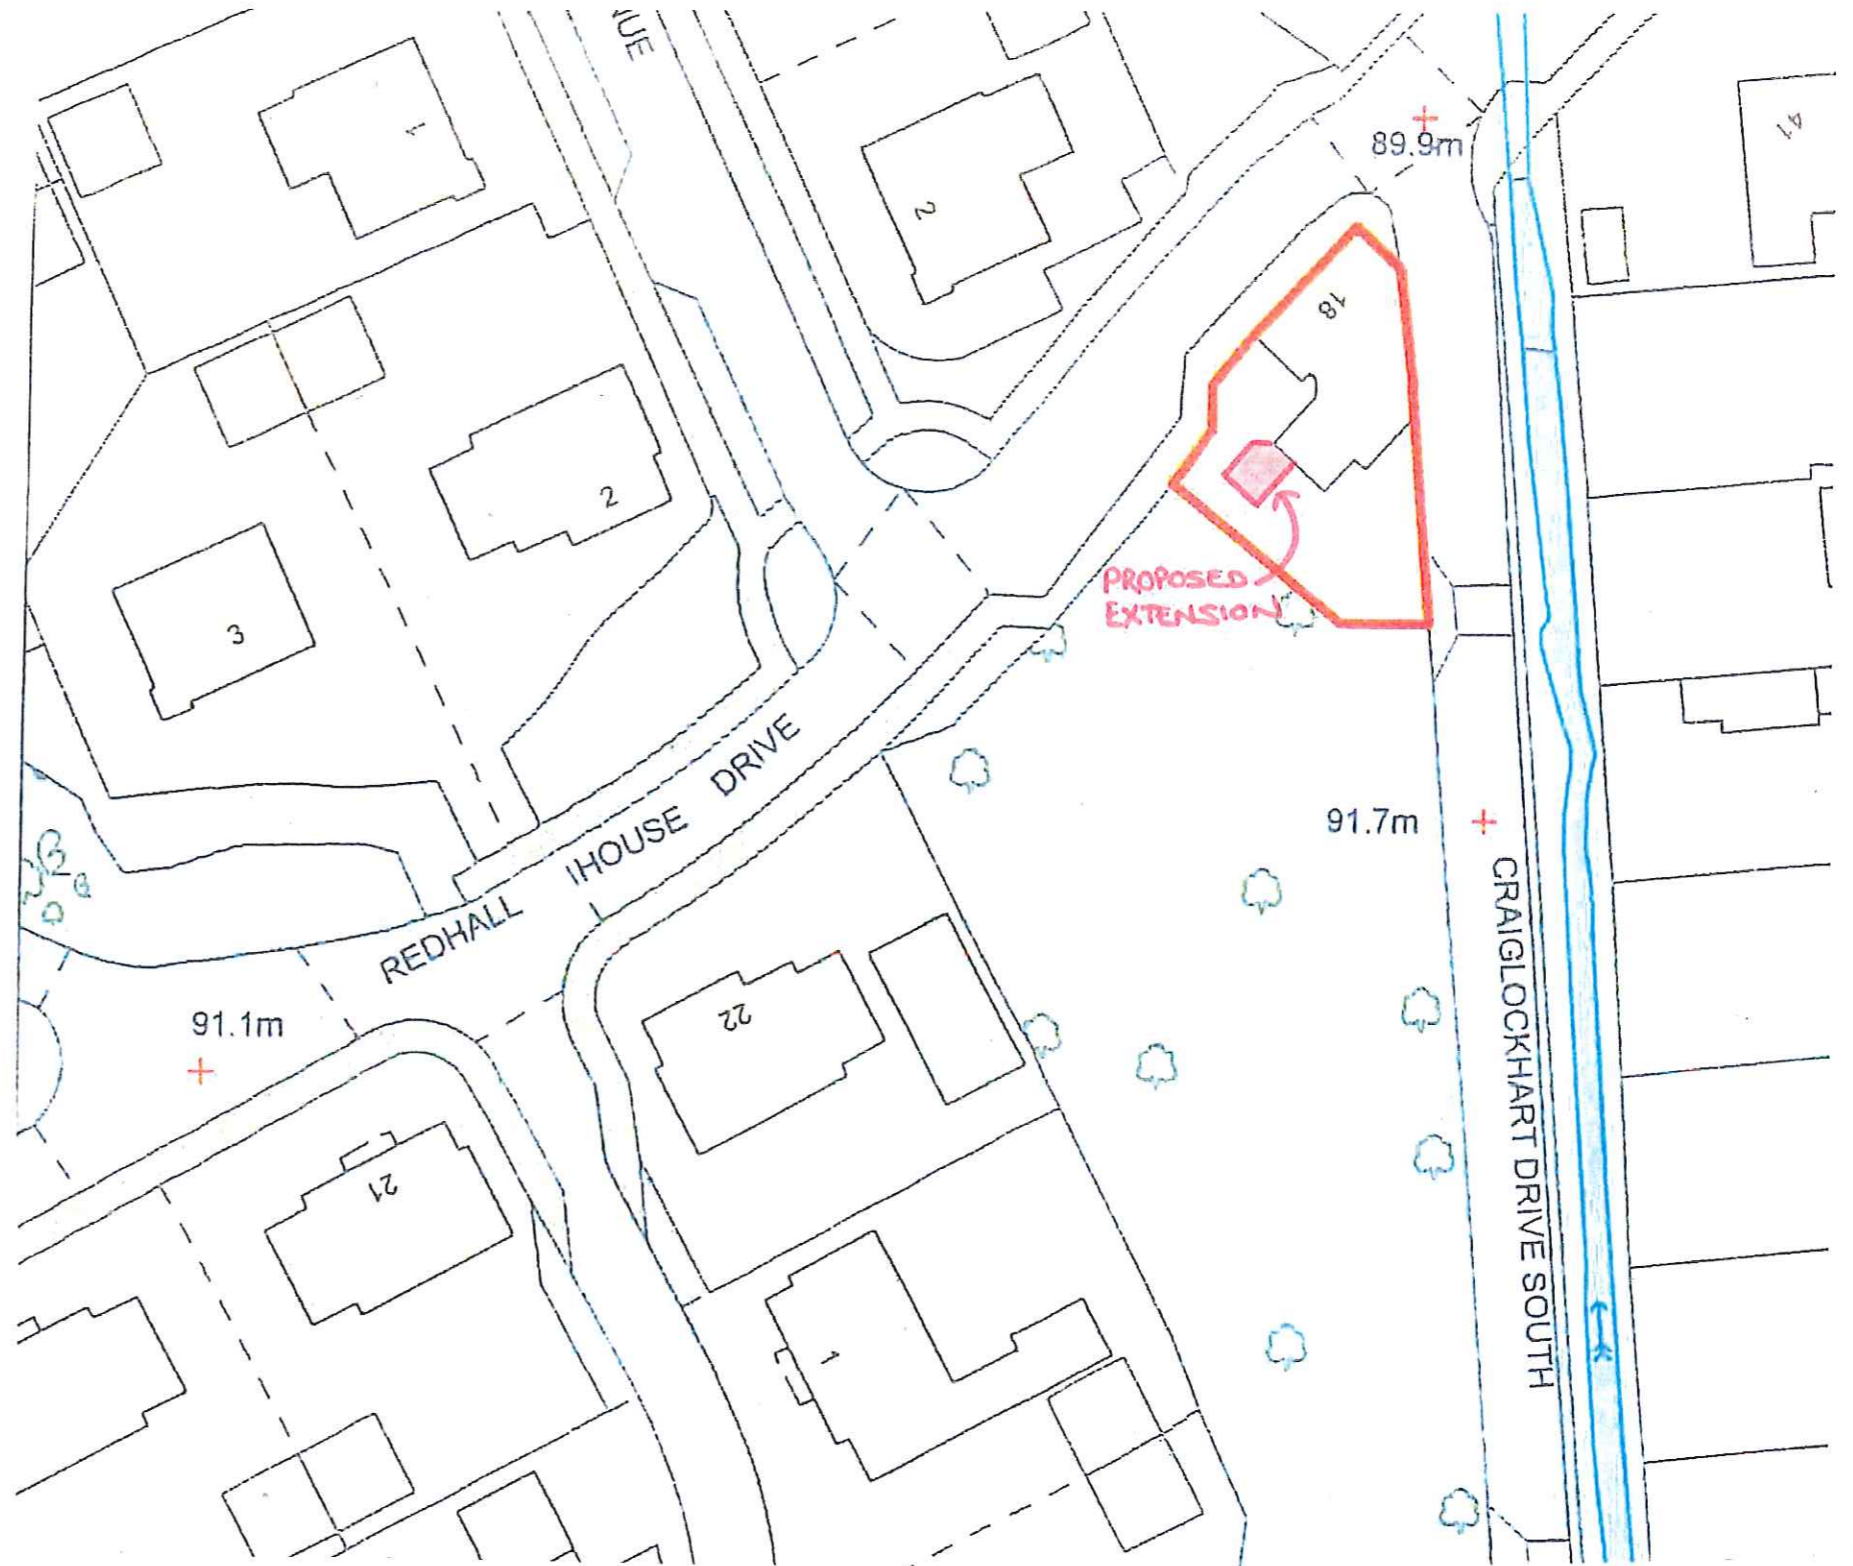 UE
1
2
89.9m
41
18
2
3
PROPOSED
EXTENSION
REDHALL HOUSE DRIVE
91.7m
CRAIGLOCKHART DRIVE SOUTH
91.1m
22
21
1